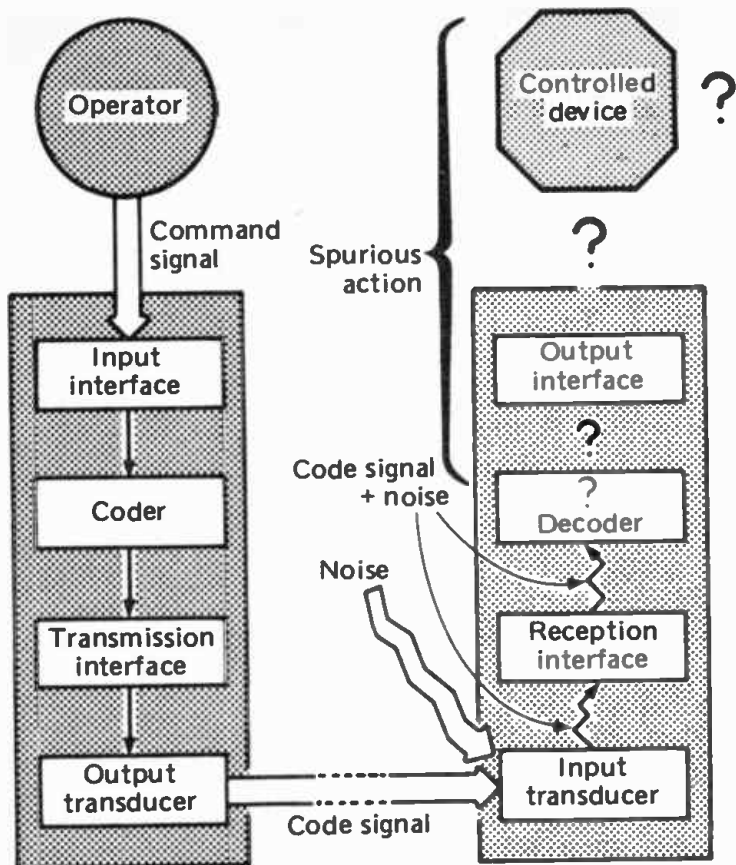 Operator
Command
signal
Input
interface
Coder
Transmission
interface
Output
transducer
Code signal
Noise
Code signal
+ noise
Spurious
action
Controlled
device
?
?
Output
interface
?
?
Decoder
Reception
interface
Input
transducer